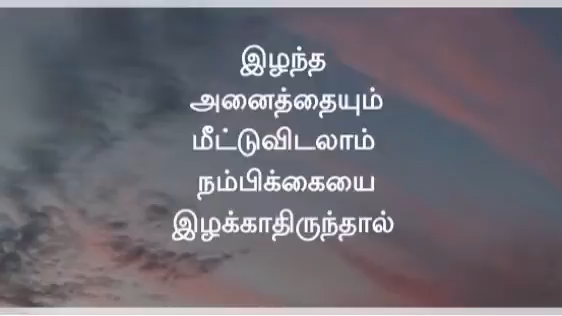 இழந்த
அனைத்தையும்
மீட்டுவிடலாம்
நம்பிக்கையை
இழக்காதிருந்தால்